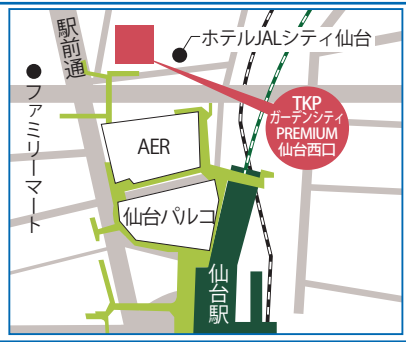 駅前通
ホテルJALシティ仙台
ファミリーマート
TKP
ガーデンシティ
PREMIUM
仙台西口
AER
仙台パルコ
仙台駅